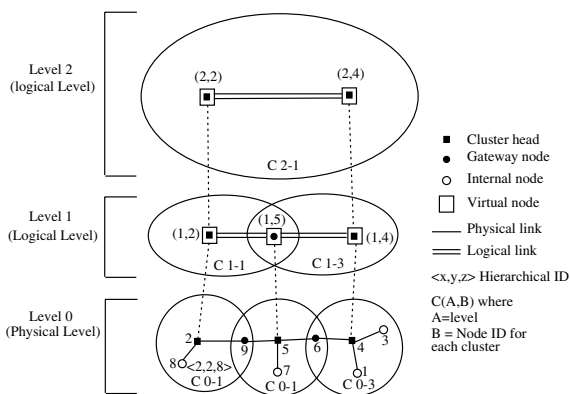 Level 2
(logical Level)
(2,2)
(2,4)
C 2-1
Level 1
(Logical Level)
(1,2)
(1,5)
(1,4)
C 1-1
C 1-3
Level 0
(Physical Level)
2
9
5
6
4
3
8
<2,2,8>
7
1
C 0-1
C 0-1
C 0-3
Cluster head
Gateway node
Internal node
Virtual node
Physical link
Logical link
<x,y,z> Hierarchical ID
C(A,B) where
A=level
B = Node ID for
each cluster